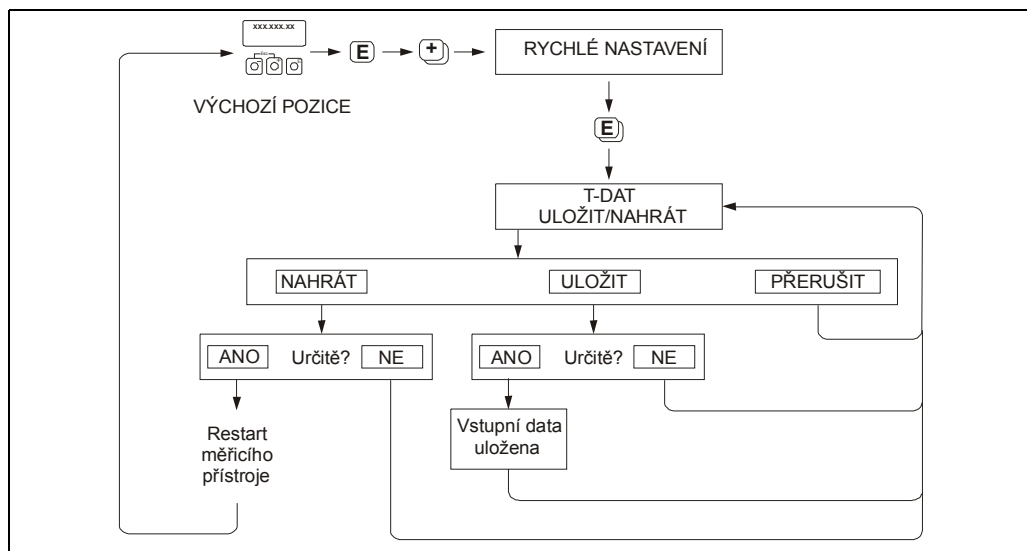 xxx.xxx.xx
Esc
E
+
RYCHLÉ NASTAVENÍ
VÝCHOZÍ POZICE
E
T-DAT
ULOŽIT/NAHRÁT
NAHRÁT
ULOŽIT
PŘERUŠIT
ANO Určitě? NE
ANO Určitě? NE
Restart
měřicího
přístroje
Vstupní data
uložena